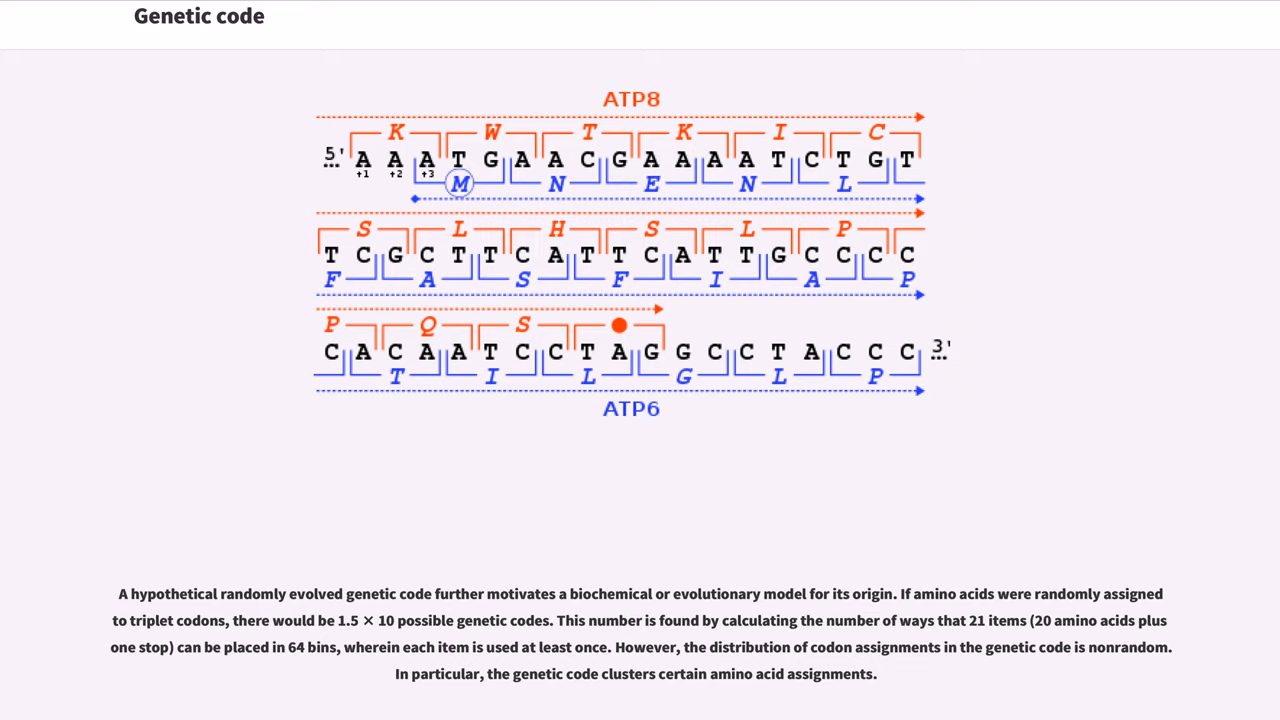 Genetic code
ATP8
K W T K I C
5' ... A A A T G A A C G A A A A T C T G T
+1 +2 +3
M N E N L
S L H S L P
T C G C T T C A T T C A T T G C C C C
F A S F I A P
P Q S
C A C A A T C C T A G G C C T A C C C ... 3'
T I L G L P
ATP6
A hypothetical randomly evolved genetic code further motivates a biochemical or evolutionary model for its origin. If amino acids were randomly assigned
to triplet codons, there would be 1.5 × 10 possible genetic codes. This number is found by calculating the number of ways that 21 items (20 amino acids plus
one stop) can be placed in 64 bins, wherein each item is used at least once. However, the distribution of codon assignments in the genetic code is nonrandom.
In particular, the genetic code clusters certain amino acid assignments.